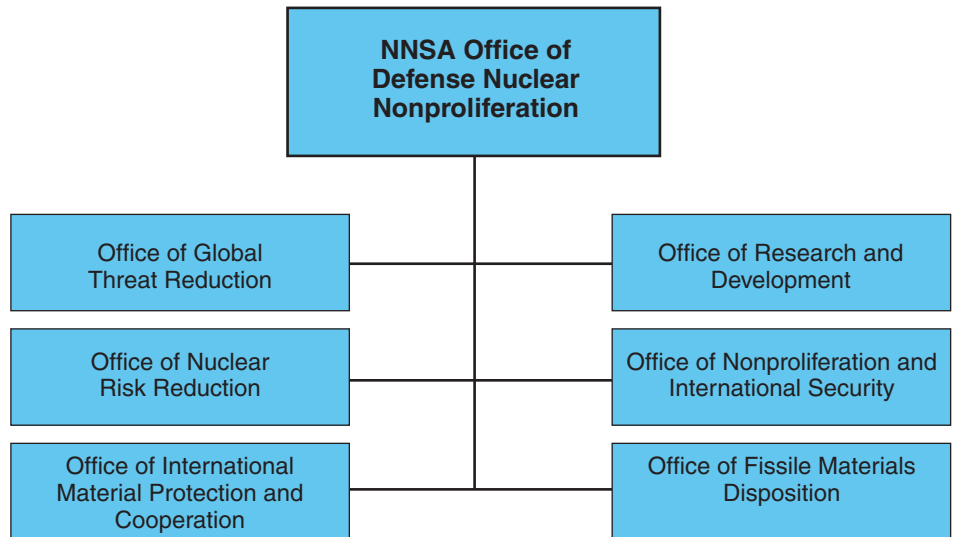 NNSA Office of
Defense Nuclear
Nonproliferation
Office of Global
Threat Reduction
Office of Research and
Development
Office of Nuclear
Risk Reduction
Office of Nonproliferation and
International Security
Office of International
Material Protection and
Cooperation
Office of Fissile Materials
Disposition